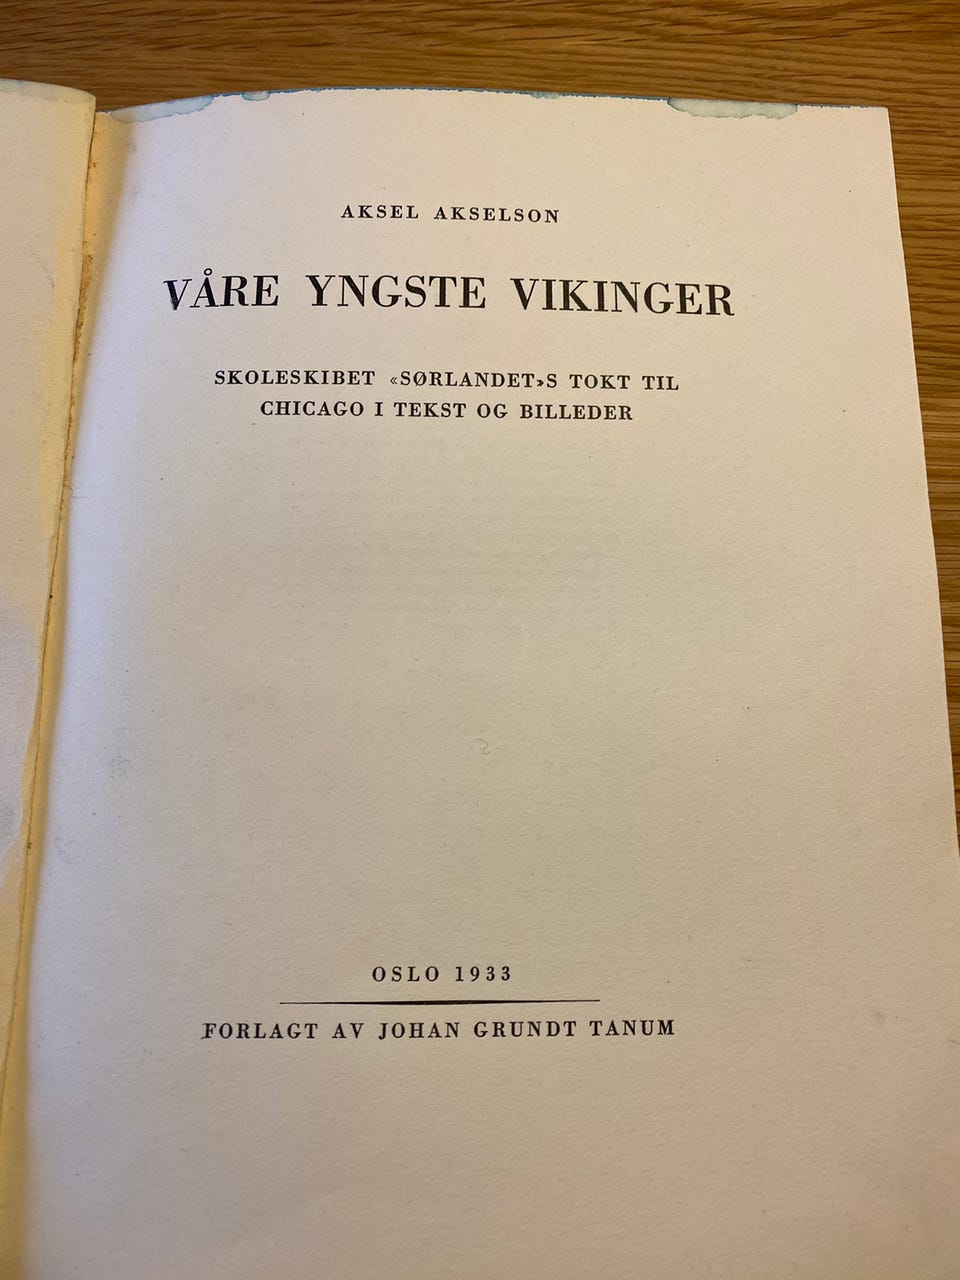 AKSEL AKSELSON
VÅRE YNGSTE VIKINGER
SKOLESKIBET «SØRLANDET»S TOKT TIL
CHICAGO I TEKST OG BILLEDER
OSLO 1933
FORLAGT AV JOHAN GRUNDT TANUM